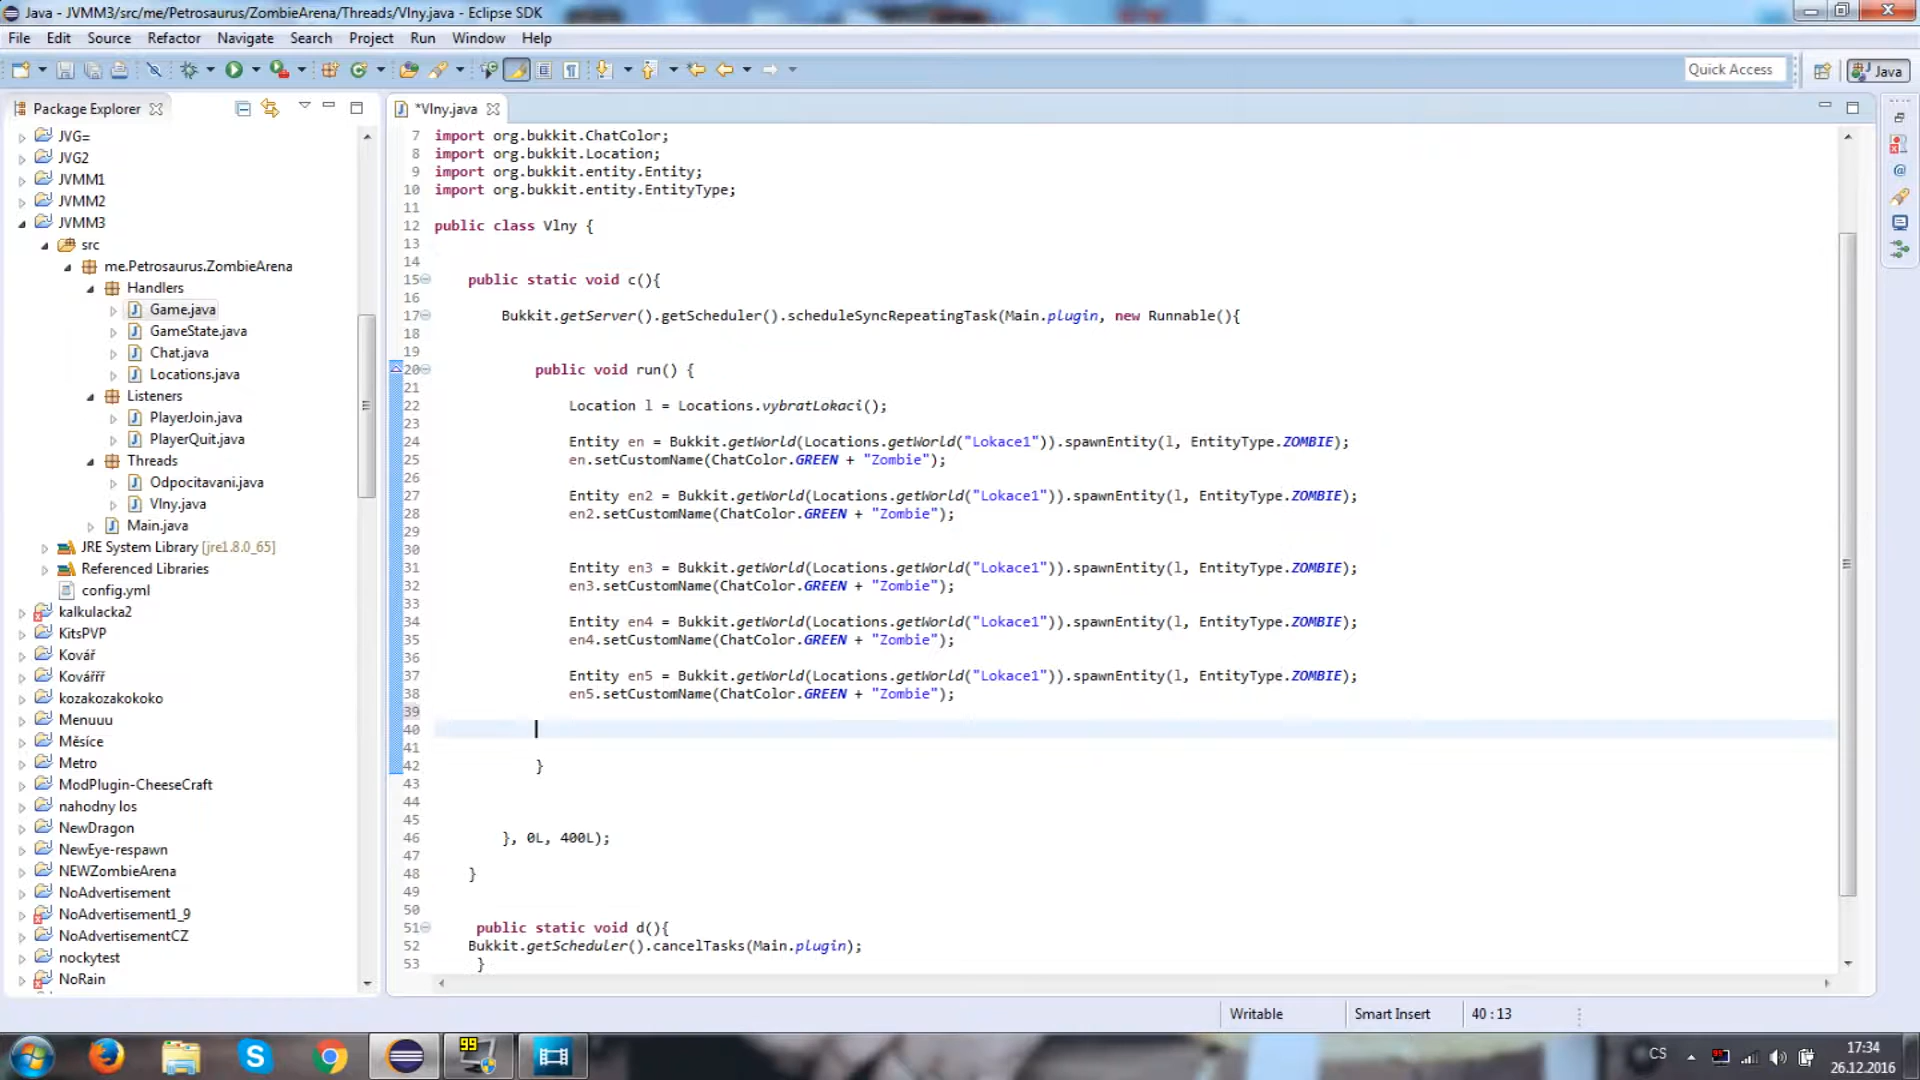 Java - JVMM3/src/me/Petrosaurus/ZombieArena/Threads/Vlny.java - Eclipse SDK
File Edit Source Refactor Navigate Search Project Run Window Help
Quick Access
Java
Package Explorer
JVG=
JVG2
JVMM1
JVMM2
JVMM3
src
me.Petrosaurus.ZombieArena
Handlers
Game.java
GameState.java
Chat.java
Locations.java
Listeners
PlayerJoin.java
PlayerQuit.java
Threads
Odpocitavani.java
Vlny.java
Main.java
JRE System Library [jre1.8.0_65]
Referenced Libraries
config.yml
kalkulacka2
KitsPVP
Kovář
Kovářřř
kozakozakokoko
Menuuu
Měsíce
Metro
ModPlugin-CheeseCraft
nahodny los
NewDragon
NewEye-respawn
NEWZombieArena
NoAdvertisement
NoAdvertisement1_9
NoAdvertisementCZ
nockytest
NoRain
*Vlny.java
7 import org.bukkit.ChatColor;
8 import org.bukkit.Location;
9 import org.bukkit.entity.Entity;
10 import org.bukkit.entity.EntityType;
11
12 public class Vlny {
13
14
15 public static void c(){
16
17 Bukkit.getServer().getScheduler().scheduleSyncRepeatingTask(Main.plugin, new Runnable(){
18
19
20 public void run() {
21
22 Location l = Locations.vybratLokaci();
23
24 Entity en = Bukkit.getWorld(Locations.getWorld("Lokace1")).spawnEntity(l, EntityType.ZOMBIE);
25 en.setCustomName(ChatColor.GREEN + "Zombie");
26
27 Entity en2 = Bukkit.getWorld(Locations.getWorld("Lokace1")).spawnEntity(l, EntityType.ZOMBIE);
28 en2.setCustomName(ChatColor.GREEN + "Zombie");
29
30
31 Entity en3 = Bukkit.getWorld(Locations.getWorld("Lokace1")).spawnEntity(l, EntityType.ZOMBIE);
32 en3.setCustomName(ChatColor.GREEN + "Zombie");
33
34 Entity en4 = Bukkit.getWorld(Locations.getWorld("Lokace1")).spawnEntity(l, EntityType.ZOMBIE);
35 en4.setCustomName(ChatColor.GREEN + "Zombie");
36
37 Entity en5 = Bukkit.getWorld(Locations.getWorld("Lokace1")).spawnEntity(l, EntityType.ZOMBIE);
38 en5.setCustomName(ChatColor.GREEN + "Zombie");
39
40
41
42 }
43
44
45
46 }, 0L, 400L);
47
48 }
49
50
51 public static void d(){
52 Bukkit.getScheduler().cancelTasks(Main.plugin);
53 }
Writable Smart Insert 40 : 13
99
CS
17:34
26.12.2016